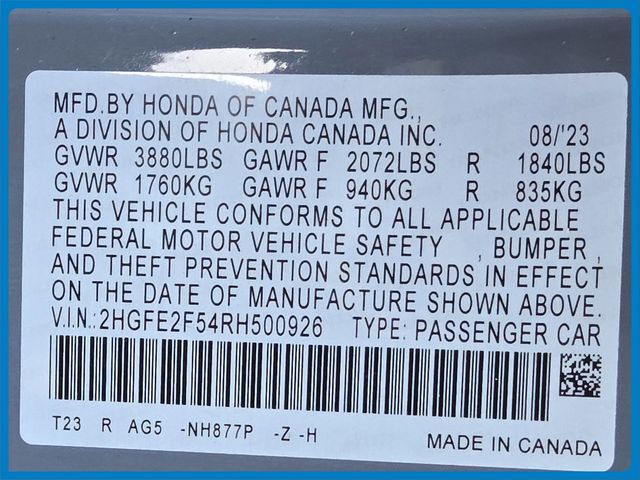 MFD.BY HONDA OF CANADA MFG.,
A DIVISION OF HONDA CANADA INC. 08/'23
GVWR 3880LBS GAWR F 2072LBS R 1840LBS
GVWR 1760KG GAWR F 940KG R 835KG
THIS VEHICLE CONFORMS TO ALL APPLICABLE
FEDERAL MOTOR VEHICLE SAFETY , BUMPER ,
AND THEFT PREVENTION STANDARDS IN EFFECT
ON THE DATE OF MANUFACTURE SHOWN ABOVE.
V.I.N.:2HGFE2F54RH500926 TYPE: PASSENGER CAR
T23 R AG5 -NH877P -Z -H
MADE IN CANADA